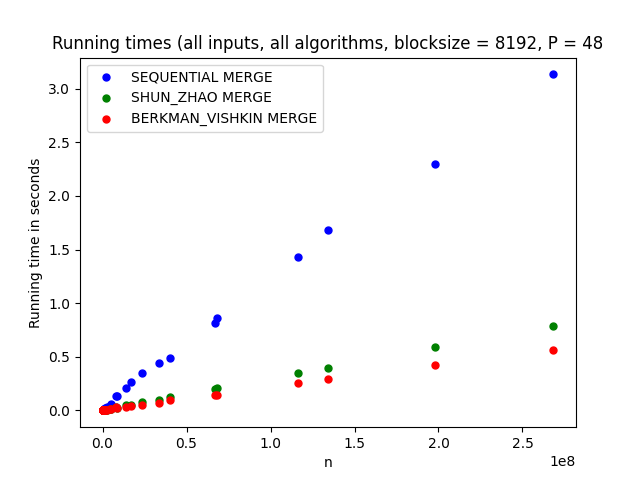 Running times (all inputs, all algorithms, blocksize = 8192, P = 48
SEQUENTIAL MERGE
SHUN_ZHAO MERGE
BERKMAN_VISHKIN MERGE
Running time in seconds
3.0
2.5
2.0
1.5
1.0
0.5
0.0
0.0 0.5 1.0 1.5 2.0 2.5
1e8
n